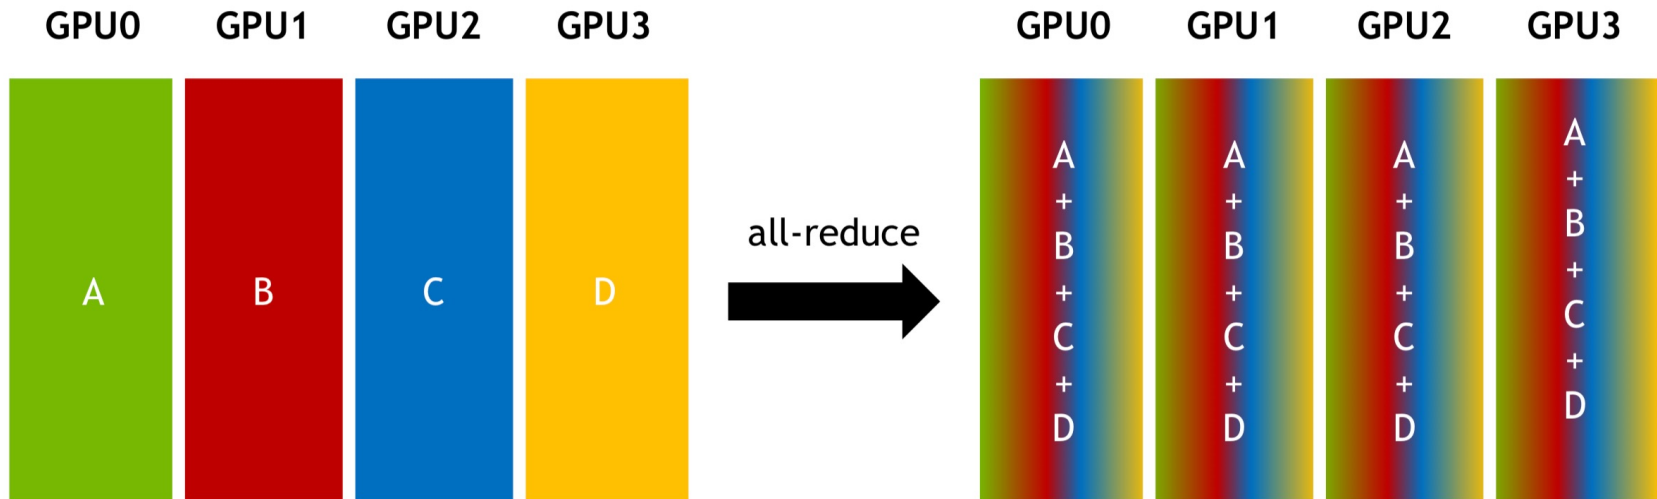 GPU0 GPU1 GPU2 GPU3
A B C D
all-reduce
GPU0 GPU1 GPU2 GPU3
A
+
B
+
C
+
D
A
+
B
+
C
+
D
A
+
B
+
C
+
D
A
+
B
+
C
+
D